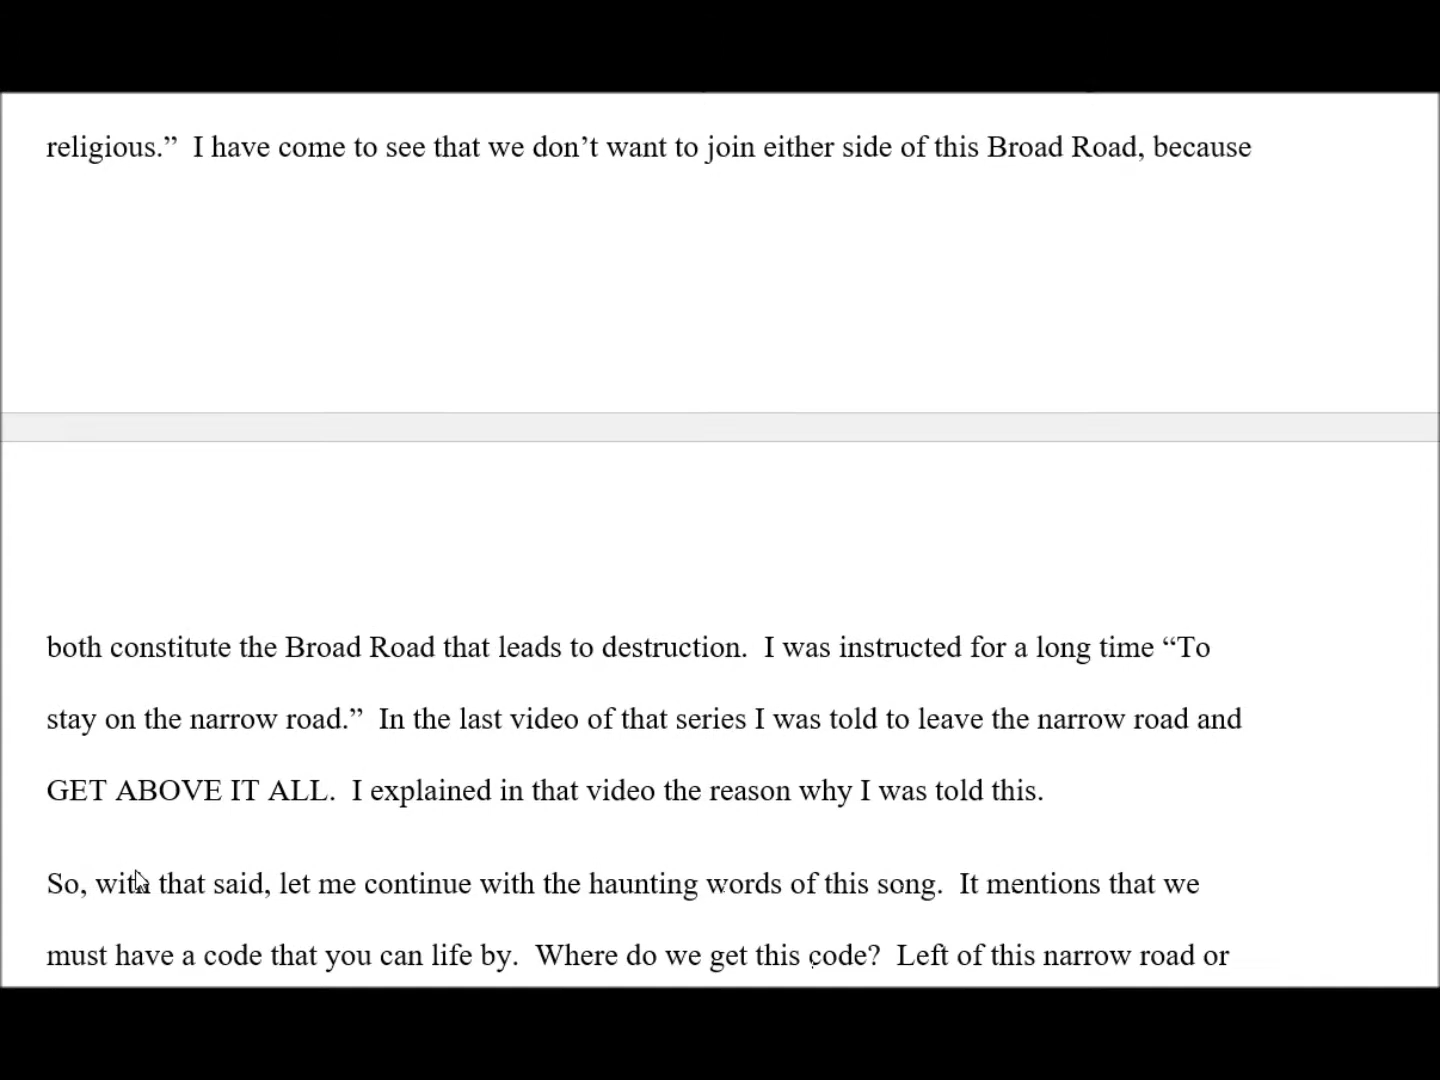 religious.”  I have come to see that we don’t want to join either side of this Broad Road, because
both constitute the Broad Road that leads to destruction.  I was instructed for a long time “To
stay on the narrow road.”  In the last video of that series I was told to leave the narrow road and
GET ABOVE IT ALL.  I explained in that video the reason why I was told this.
So, with that said, let me continue with the haunting words of this song.  It mentions that we
must have a code that you can life by.  Where do we get this code?  Left of this narrow road or